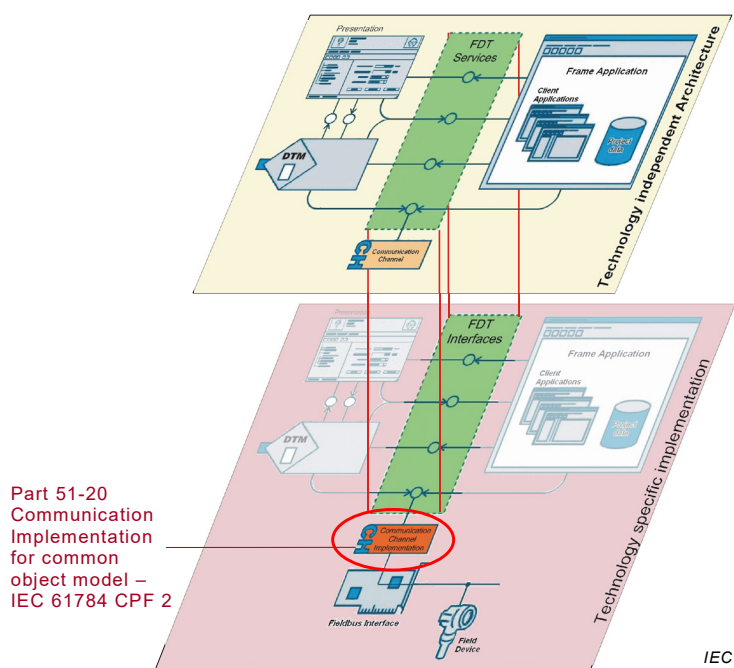 Presentation
FDT
Services
Frame Application
Client
Applications
Project
data
DTM
CH
Communication
Channel
Technology independent Architecture
FDT
Interfaces
Frame Application
Client
Applications
Project
data
DTM
CH
Communication
Channel
Implementation
Technology specific implementation
Part 51-20
Communication
Implementation
for common
object model –
IEC 61784 CPF 2
Fieldbus Interface
Field
Device
IEC